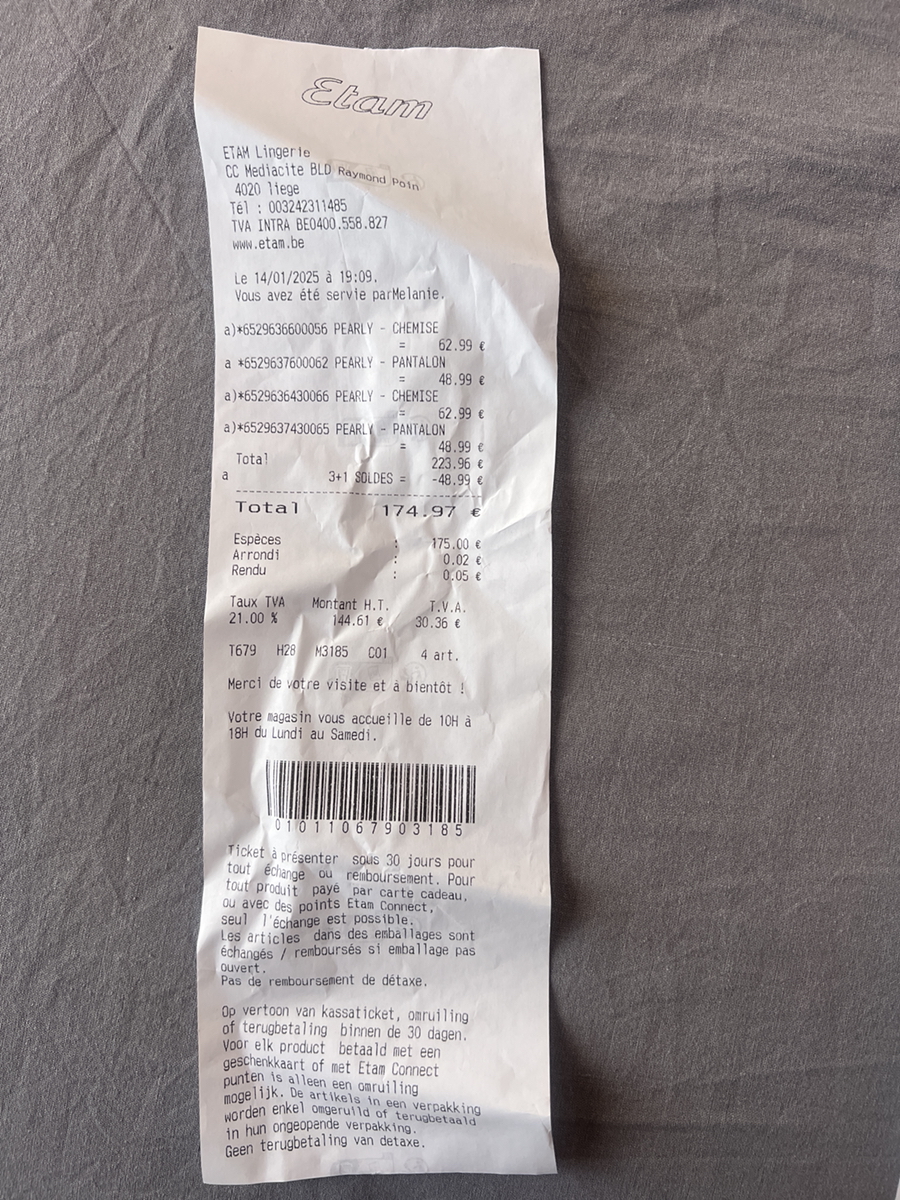 Etam
ETAM Lingerie
CC Mediacite BLD Raymond Poin
4020 liege
Tél : 003242311485
TVA INTRA BE0400.558.827
www.etam.be
Le 14/01/2025 à 19:09.
Vous avez été servie parMelanie.
a)*6529636600056 PEARLY - CHEMISE
= 62.99 €
a *6529637600062 PEARLY - PANTALON
= 48.99 €
a)*6529636430066 PEARLY - CHEMISE
= 62.99 €
a)*6529637430065 PEARLY - PANTALON
= 48.99 €
Total 223.96 €
a 3+1 SOLDES = -48.99 €
Total 174.97 €
Espèces : 175.00 €
Arrondi : 0.02 €
Rendu : 0.05 €
Taux TVA Montant H.T. T.V.A.
21.00 % 144.61 € 30.36 €
T679 H28 M3185 C01 4 art.
Merci de votre visite et à bientôt !
Votre magasin vous accueille de 10H à
18H du Lundi au Samedi.
01011067903185
Ticket à présenter sous 30 jours pour
tout échange ou remboursement. Pour
tout produit payé par carte cadeau,
ou avec des points Etam Connect,
seul l'échange est possible.
Les articles dans des emballages sont
échangés / remboursés si emballage pas
ouvert.
Pas de remboursement de détaxe.
Op vertoon van kassaticket, omruiling
of terugbetaling binnen de 30 dagen.
Voor elk product betaald met een
geschenkkaart of met Etam Connect
punten is alleen een omruiling
mogelijk. De artikels in een verpakking
worden enkel omgeruild of terugbetaald
in hun ongeopende verpakking.
Geen terugbetaling van detaxe.